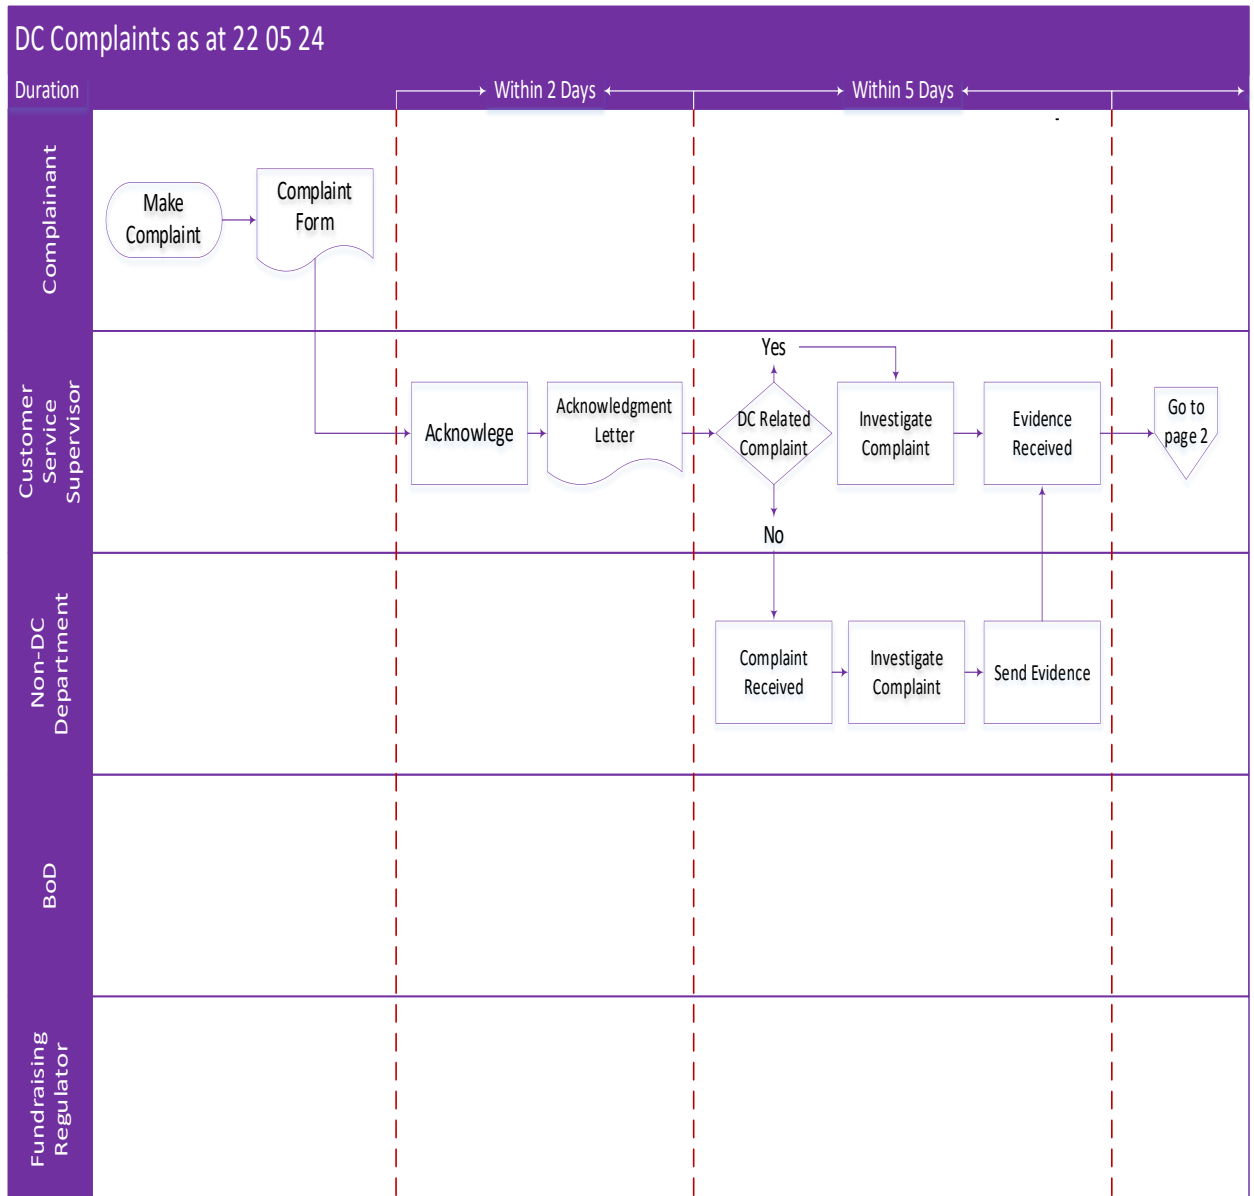 DC Complaints as at 22 05 24
Duration
Within 2 Days
Within 5 Days
Complainant
Make
Complaint
Complaint
Form
Customer
Service
Supervisor
Acknowlege
Acknowledgment
Letter
Yes
DC Related
Complaint
No
Investigate
Complaint
Evidence
Received
Go to
page 2
Non-DC
Department
Complaint
Received
Investigate
Complaint
Send Evidence
BoD
Fundraising
Regulator